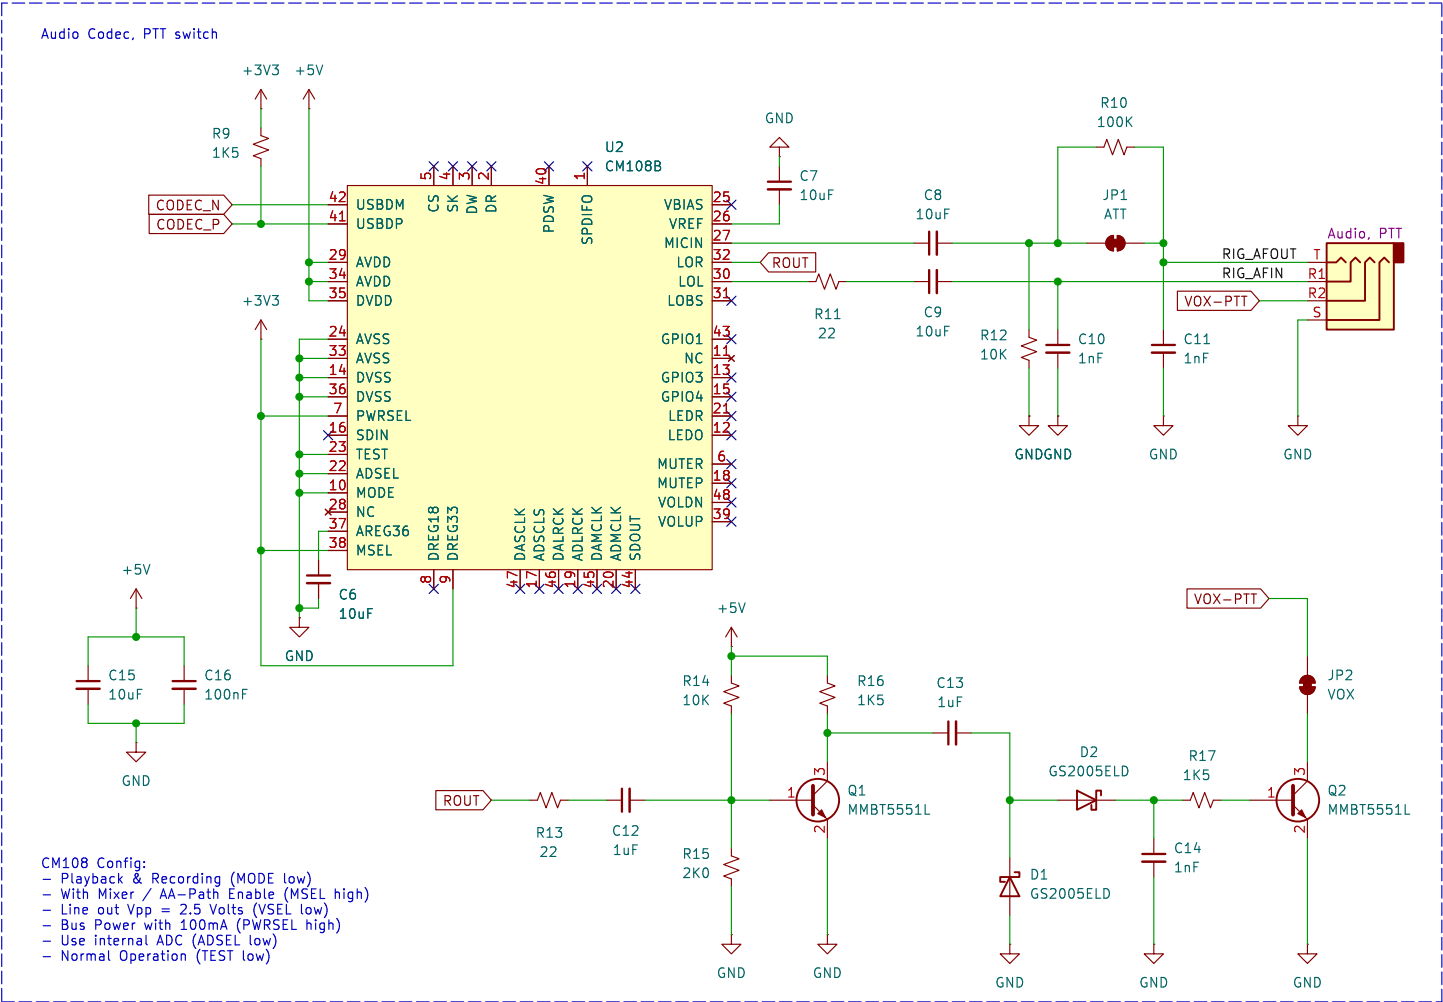 Audio Codec, PTT switch
+3V3 +5V
R9
1K5
CODEC_N
CODEC_P
U2
CM108B
5 4 3 2 40 1
CS SK DW DR PDSW SPDIFO
42 USBDM
41 USBDP
29 AVDD
34 AVDD
35 DVDD
+3V3
24 AVSS
33 AVSS
14 DVSS
36 DVSS
7 PWRSEL
16 SDIN
23 TEST
22 ADSEL
10 MODE
28 NC
37 AREG36
38 MSEL
VBIAS 25
VREF 26
MICIN 27
LOR 32
LOL 30
LOBS 31
GPIO1 43
NC 11
GPIO3 13
GPIO4 15
LEDR 21
LEDO 12
MUTER 6
MUTEP 18
VOLDN 48
VOLUP 39
DREG18 DREG33 DASCLK ADSCLS DALRCK ADLRCK DAMCLK ADMCLK SDOUT
8 9 47 17 46 19 45 20 44
C6
10uF
GND
GND
C7
10uF
ROUT
R11
22
C8
10uF
C9
10uF
R10
100K
JP1
ATT
R12
10K
C10
1nF
C11
1nF
GND GND GND GND
Audio, PTT
RIG_AFOUT T
RIG_AFIN R1
VOX-PTT R2
S
+5V
C15
10uF
C16
100nF
GND
+5V
R14
10K
R16
1K5
C13
1uF
ROUT
R13
22
C12
1uF
R15
2K0
1 3 2
Q1
MMBT5551L
GND GND
D2
GS2005ELD
D1
GS2005ELD
GND
R17
1K5
C14
1nF
GND
VOX-PTT
JP2
VOX
1 3 2
Q2
MMBT5551L
GND
CM108 Config:
- Playback & Recording (MODE low)
- With Mixer / AA-Path Enable (MSEL high)
- Line out Vpp = 2.5 Volts (VSEL low)
- Bus Power with 100mA (PWRSEL high)
- Use internal ADC (ADSEL low)
- Normal Operation (TEST low)